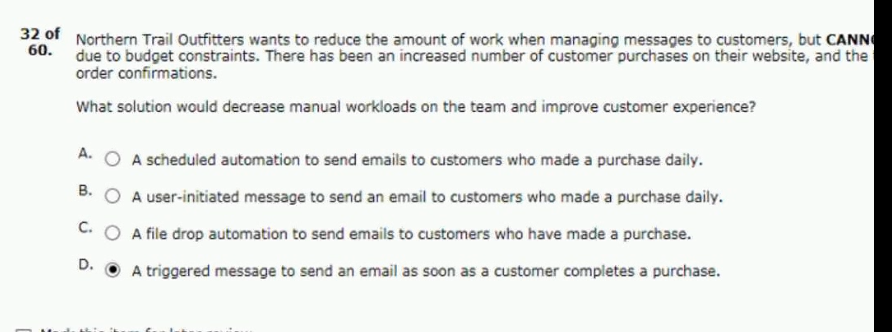 32 of
60.
Northern Trail Outfitters wants to reduce the amount of work when managing messages to customers, but
due to budget constraints. There has been an increased number of customer purchases on their website, and the
order confirmations.
What solution would decrease manual workloads on the team and improve customer experience?
A. A scheduled automation to send emails to customers who made a purchase daily.
B. A user-initiated message to send an email to customers who made a purchase daily.
C. A file drop automation to send emails to customers who have made a purchase.
D. A triggered message to send an email as soon as a customer completes a purchase.